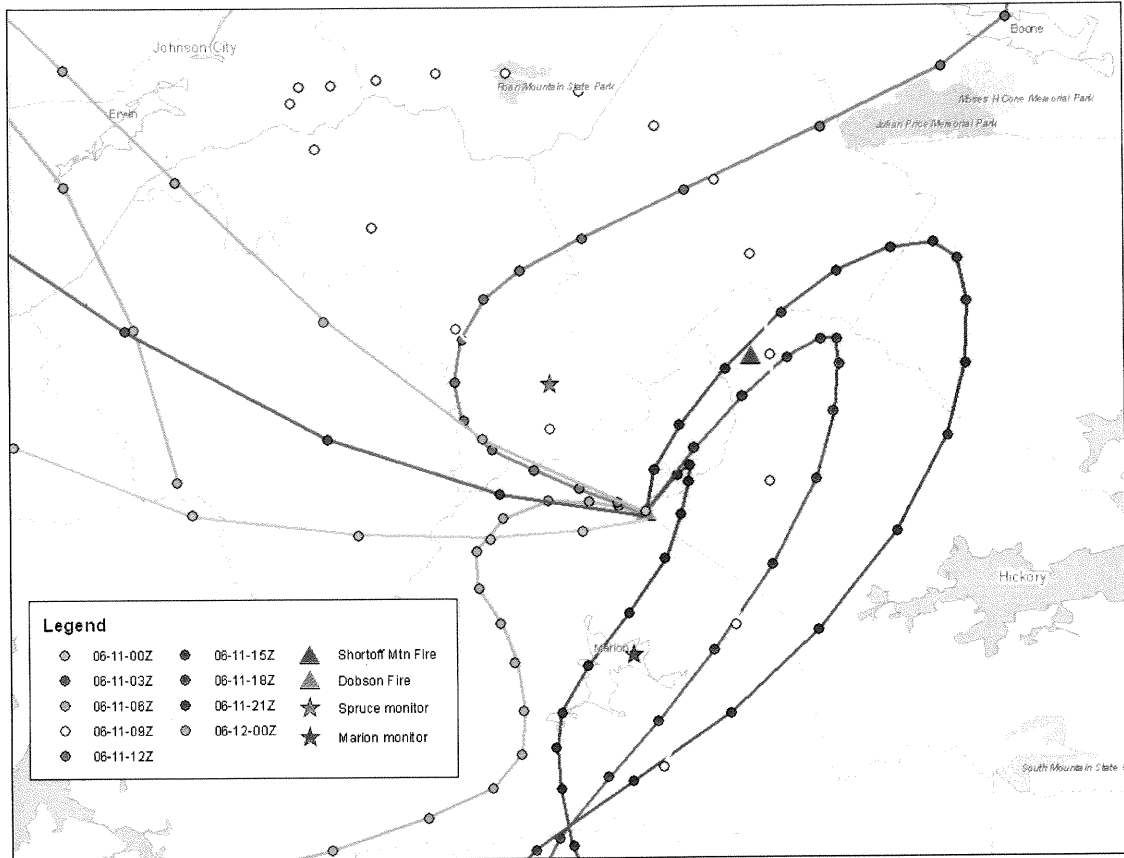 Johnson City
Boone
Roan Mountain State Park
Moses H Cone Memorial Park
Erwin
Julian Price Memorial Park
Hickory
Marion
South Mountain State
Legend
06-11-00Z
06-11-03Z
06-11-06Z
06-11-09Z
06-11-12Z
06-11-15Z
06-11-18Z
06-11-21Z
06-12-00Z
Shortoff Mtn Fire
Dobson Fire
Spruce monitor
Marion monitor